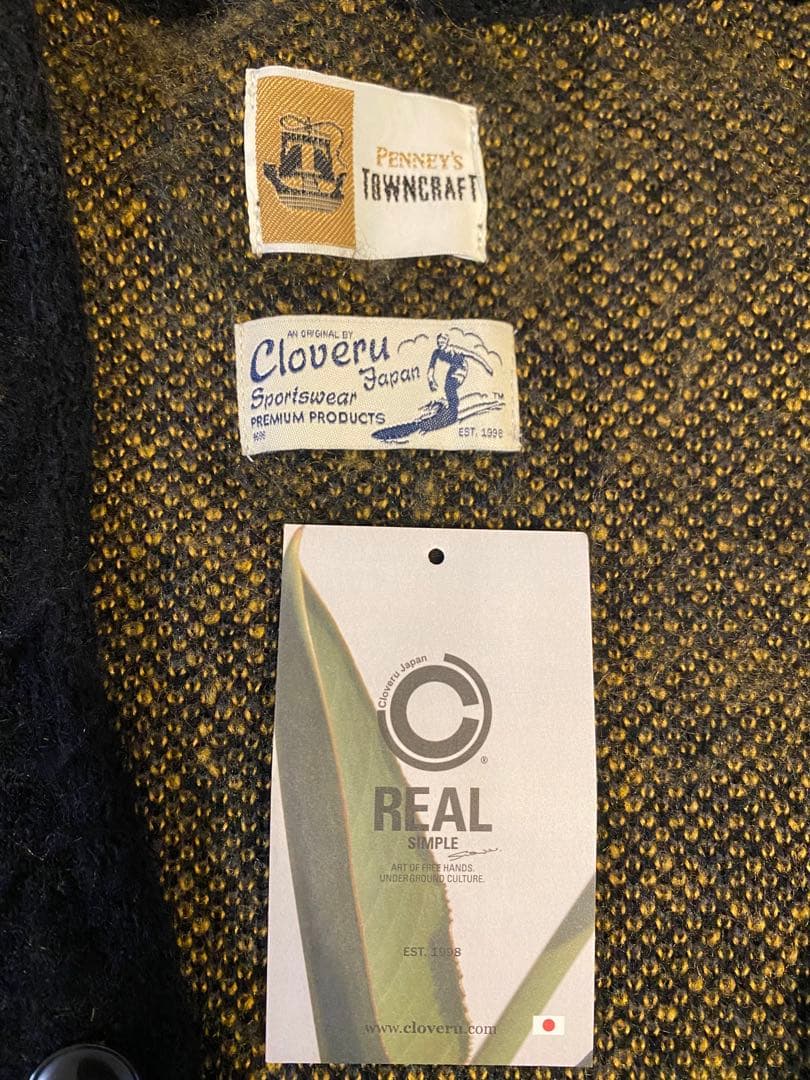 PENNEY'S
TOWNCRAFT
AN ORIGINAL BY
Cloveru
Japan
Sportswear
PREMIUM PRODUCTS
TM
EST. 1998
Cloveru Japan
C
®
REAL
SIMPLE
ART OF FREE HANDS.
UNDERGROUND CULTURE.
EST. 1998
www.cloveru.com